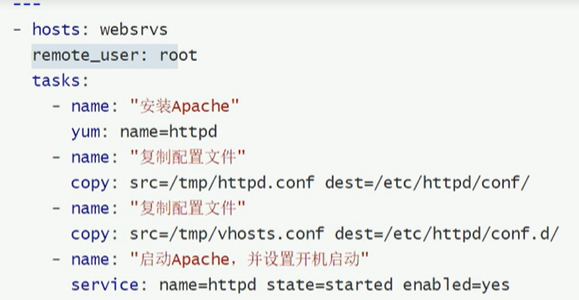 ---
- hosts: websrvs
  remote_user: root
  tasks:
    - name: "安装Apache"
      yum: name=httpd
    - name: "复制配置文件"
      copy: src=/tmp/httpd.conf dest=/etc/httpd/conf/
    - name: "复制配置文件"
      copy: src=/tmp/vhosts.conf dest=/etc/httpd/conf.d/
    - name: "启动Apache，并设置开机启动"
      service: name=httpd state=started enabled=yes